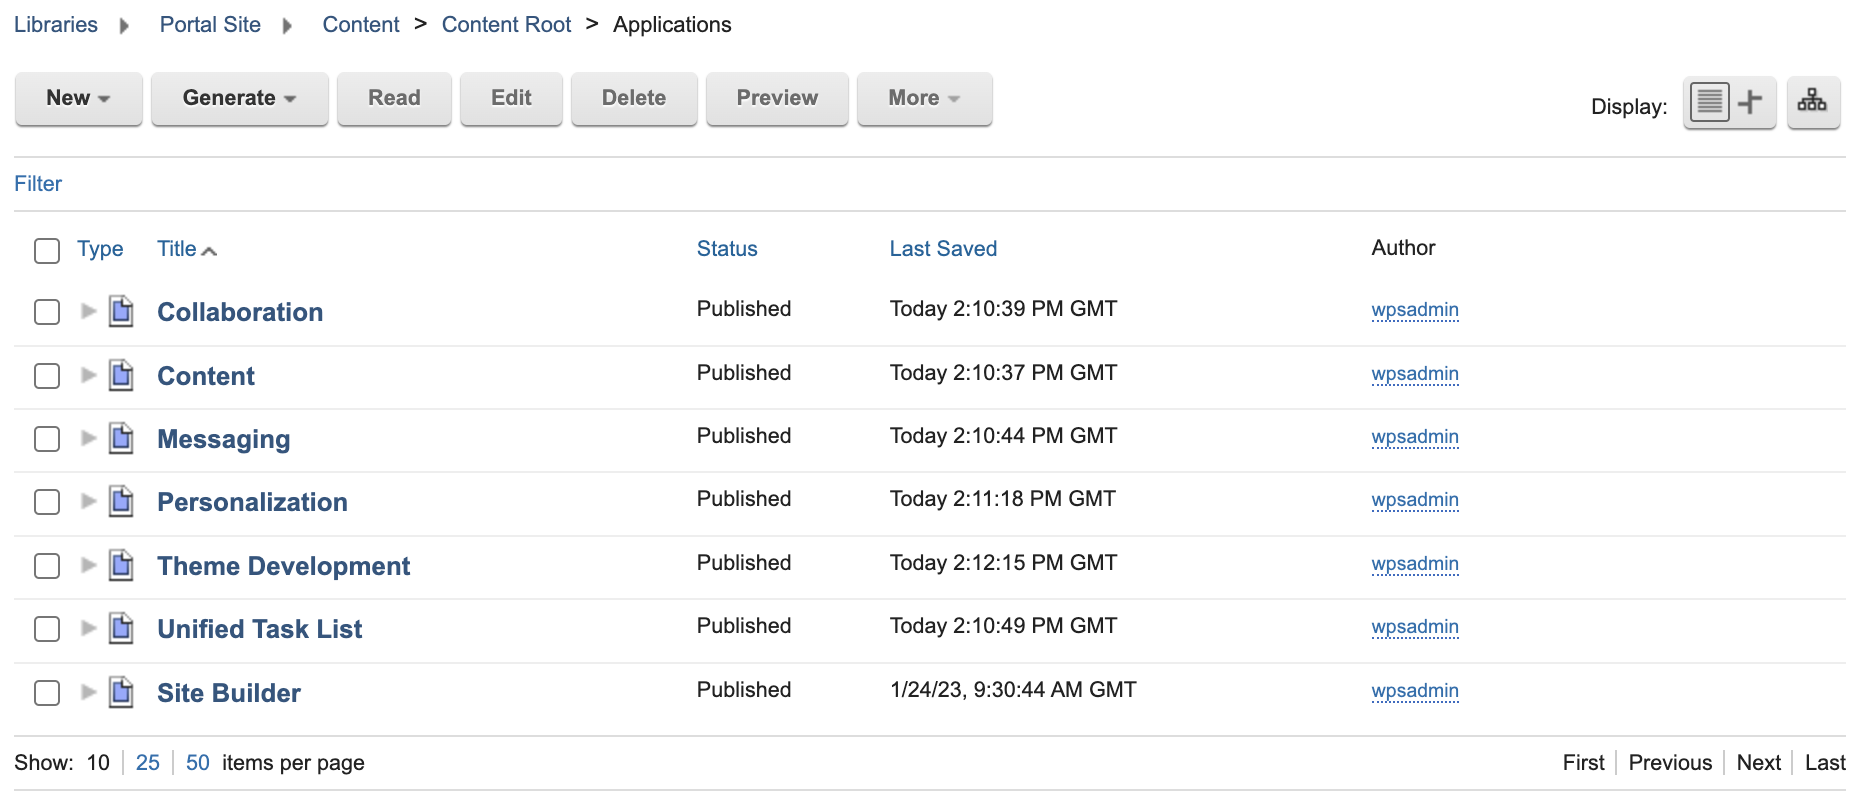 Libraries Portal Site Content > Content Root > Applications
New Generate Read Edit Delete Preview More Display:
Filter
Type Title Status Last Saved Author
Collaboration Published Today 2:10:39 PM GMT wpsadmin
Content Published Today 2:10:37 PM GMT wpsadmin
Messaging Published Today 2:10:44 PM GMT wpsadmin
Personalization Published Today 2:11:18 PM GMT wpsadmin
Theme Development Published Today 2:12:15 PM GMT wpsadmin
Unified Task List Published Today 2:10:49 PM GMT wpsadmin
Site Builder Published 1/24/23, 9:30:44 AM GMT wpsadmin
Show: 10 25 50 items per page First Previous Next Last